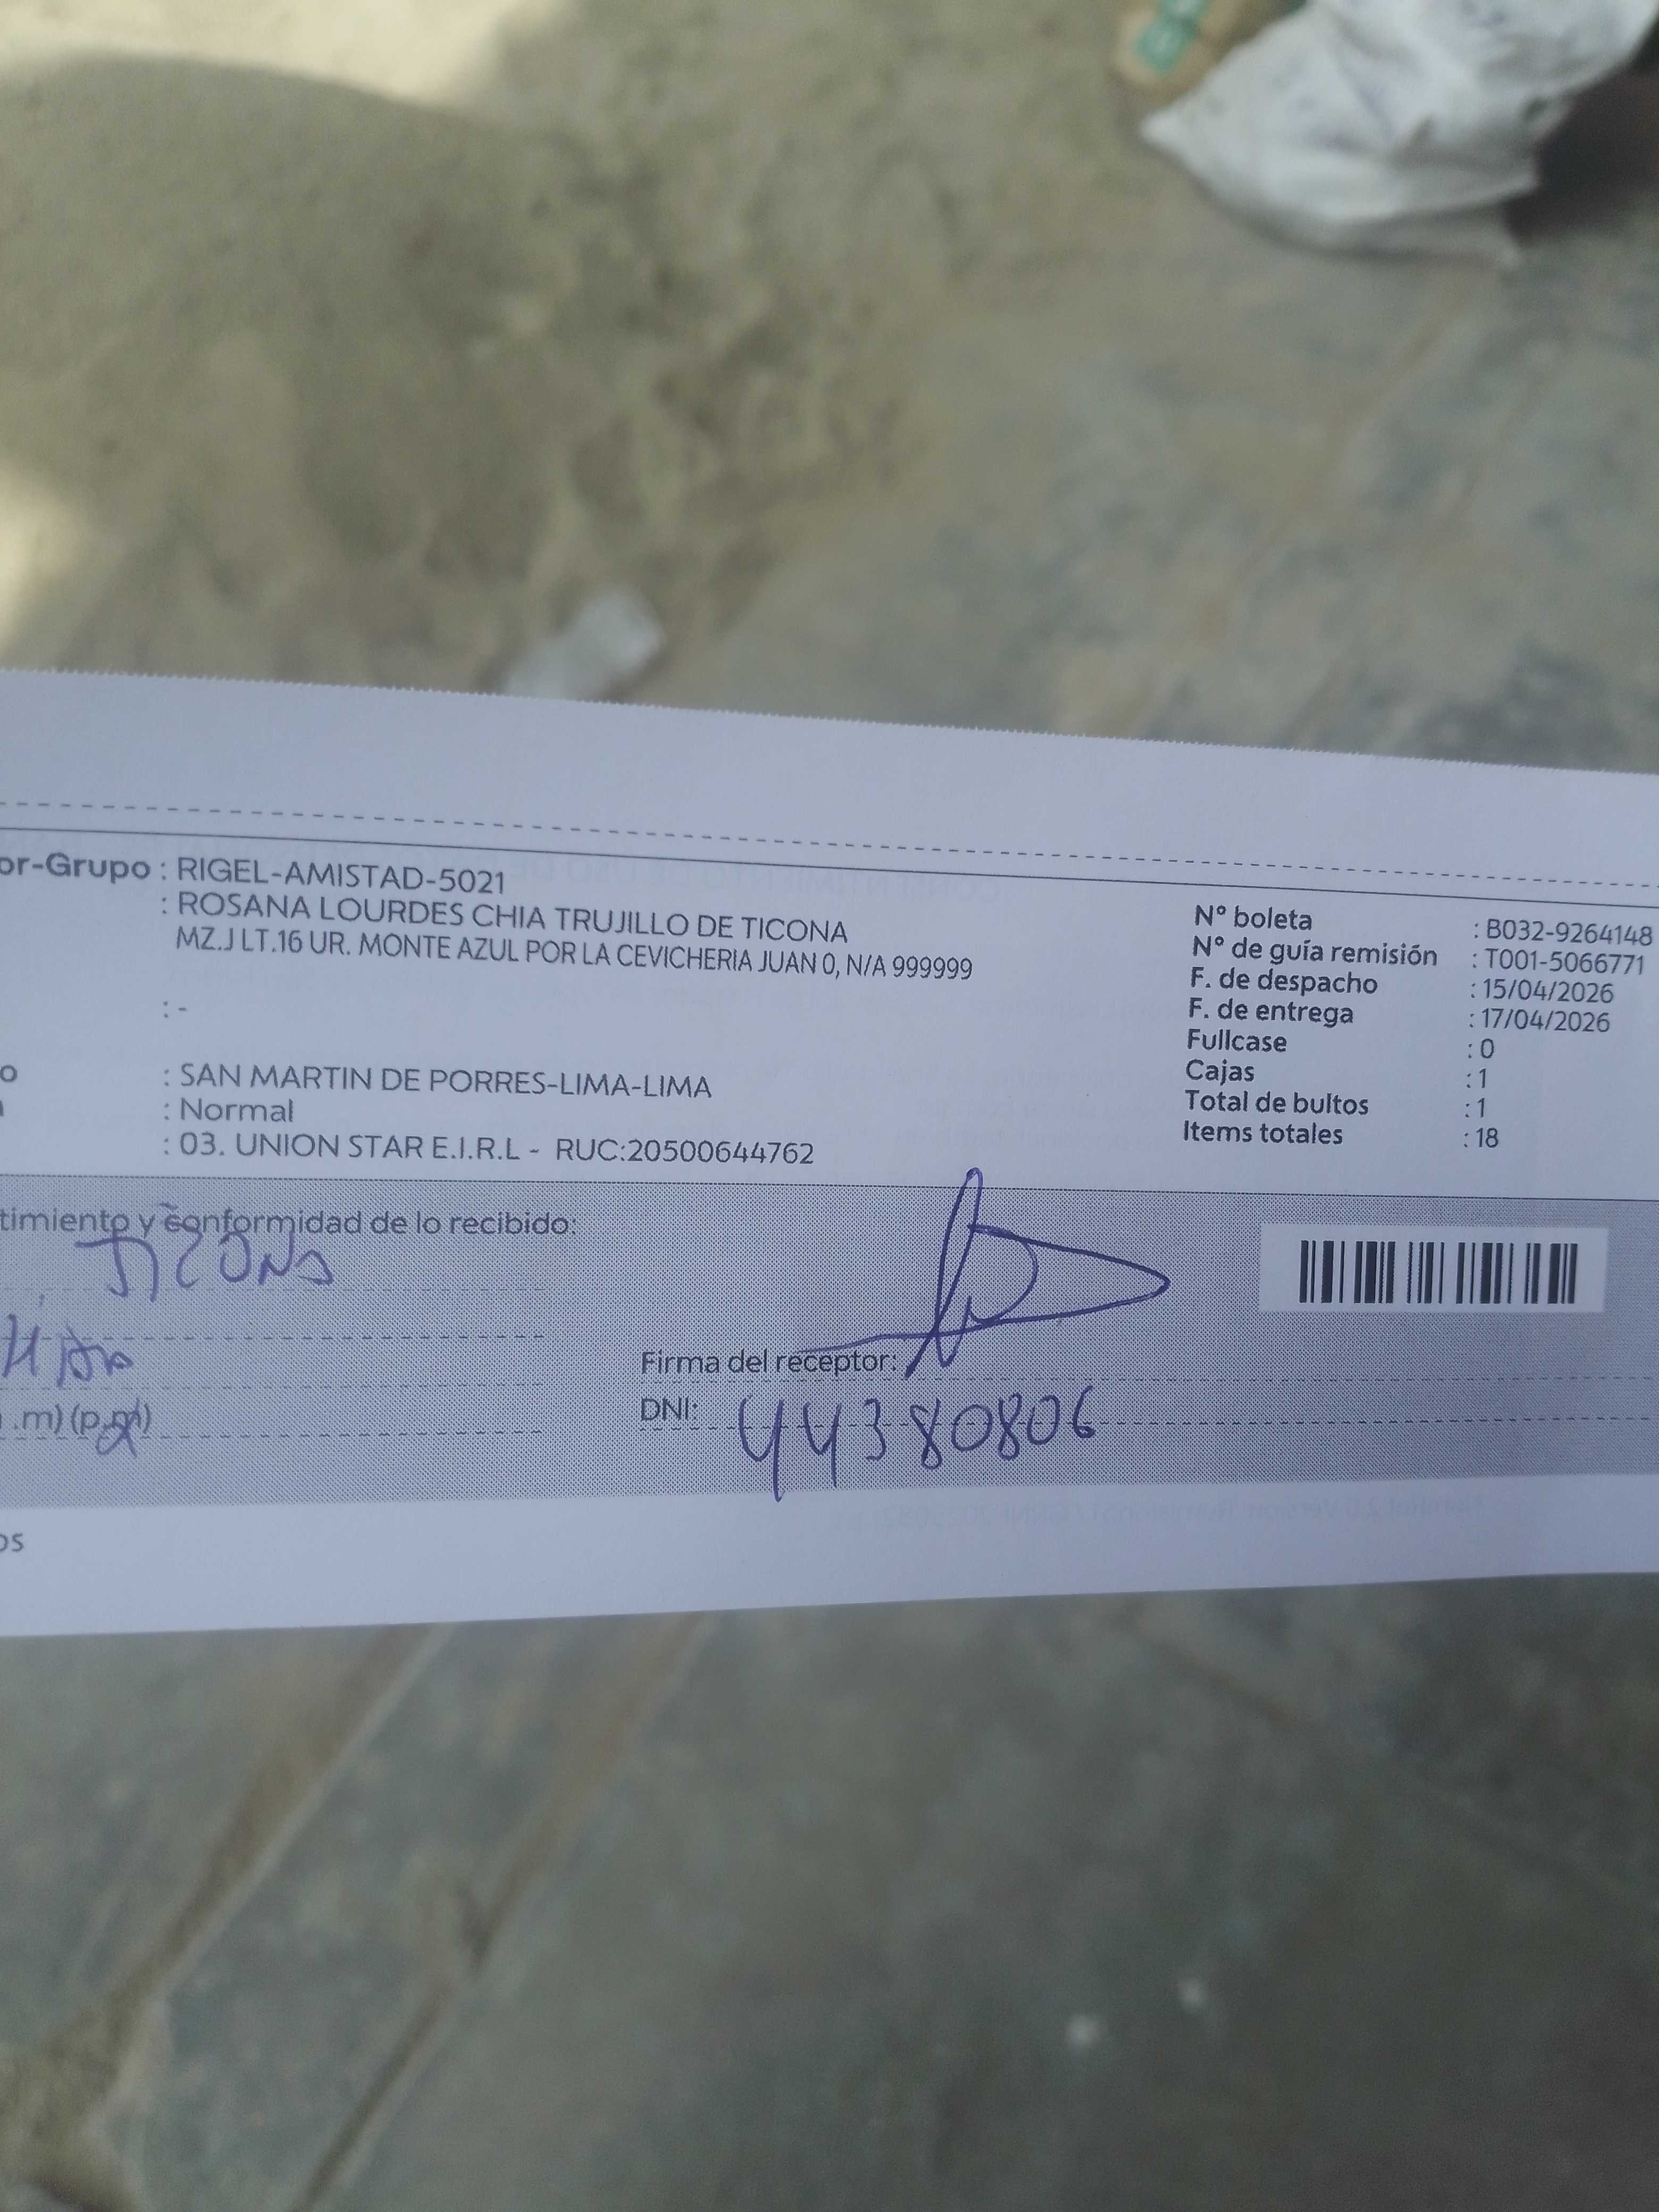 or-Grupo : RIGEL-AMISTAD-5021
: ROSANA LOURDES CHIA TRUJILLO DE TICONA
MZ.J LT.16 UR. MONTE AZUL POR LA CEVICHERIA JUAN O, N/A 999999
: -
o : SAN MARTIN DE PORRES-LIMA-LIMA
: Normal
: 03. UNION STAR E.I.R.L - RUC:20500644762
Nº boleta : B032-9264148
Nº de guía remisión : T001-5066771
F. de despacho : 15/04/2026
F. de entrega : 17/04/2026
Fullcase : 0
Cajas : 1
Total de bultos : 1
Items totales : 18
timiento y conformidad de lo recibido:
TICONA
.m) (p.m)
Firma del receptor:
DNI: 44380806
os